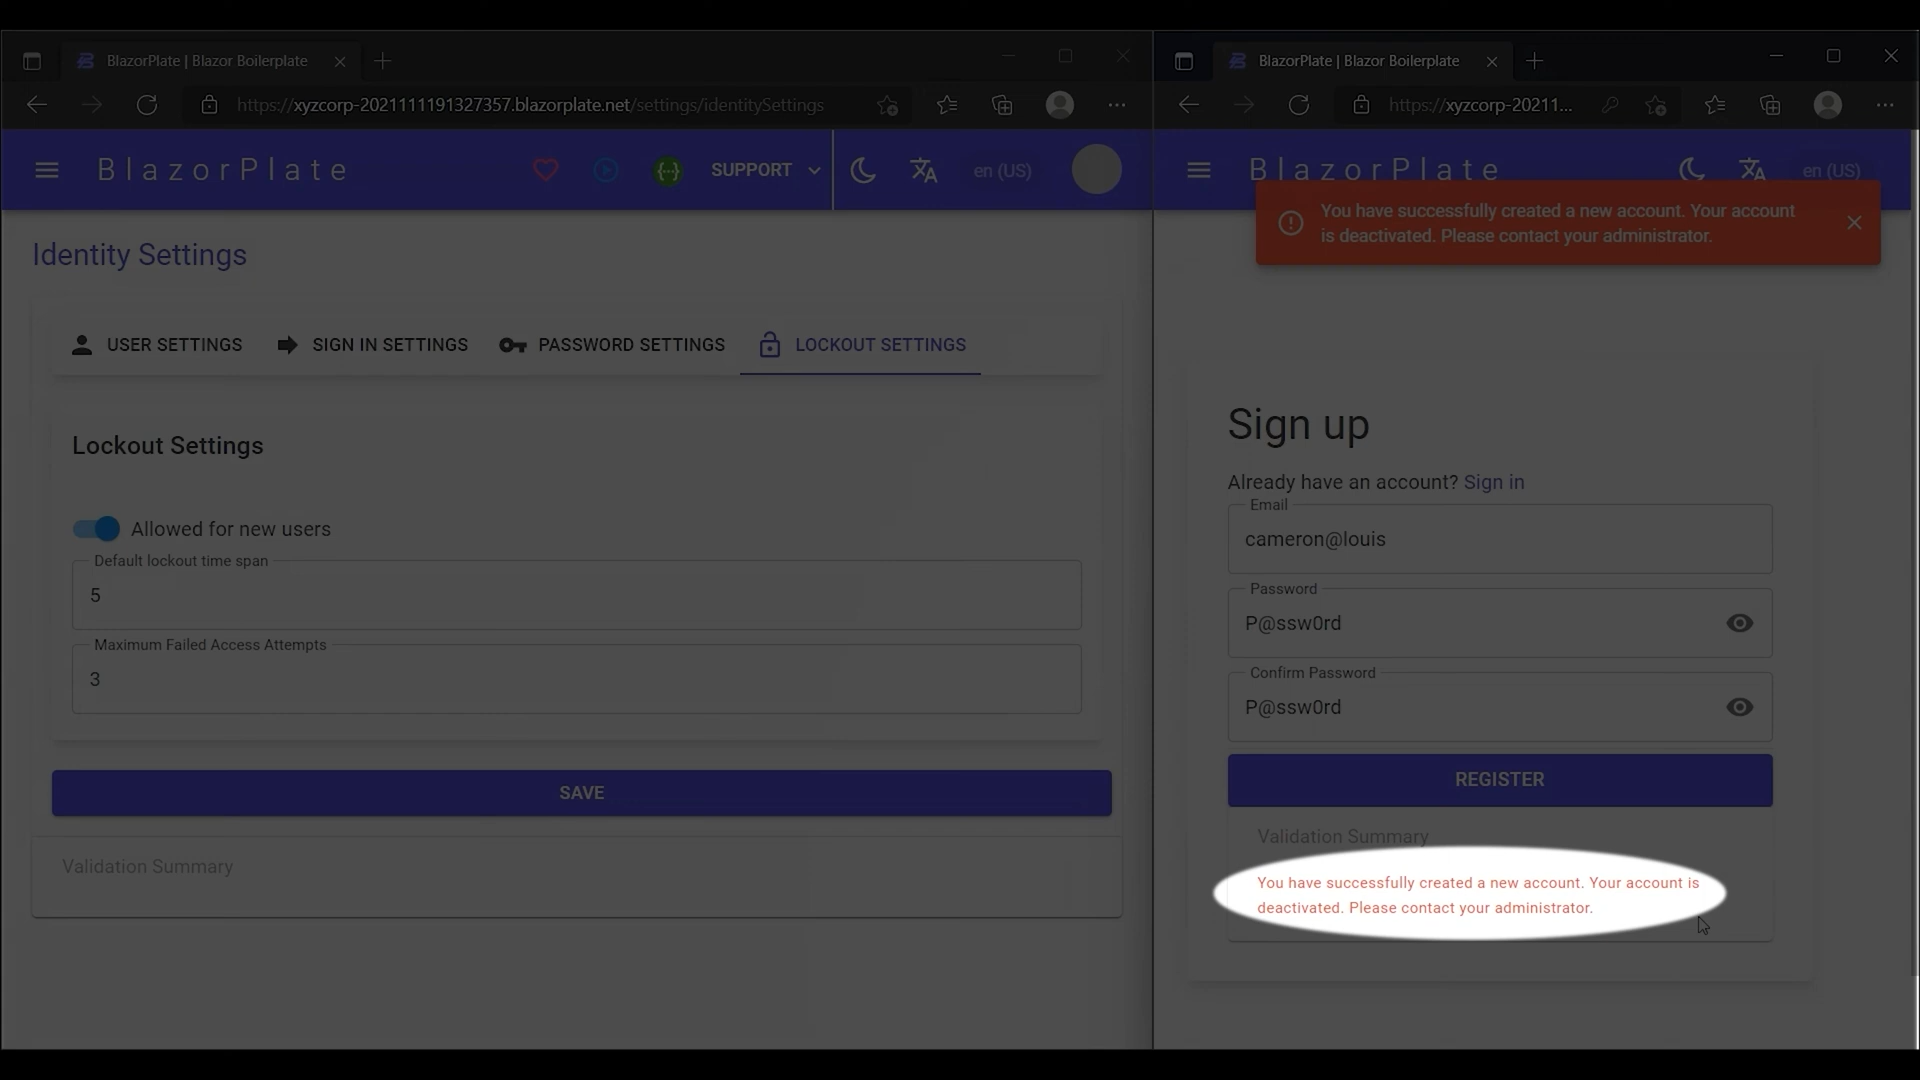 BlazorPlate | Blazor Boilerplate
https://xyzcorp-2021111191327357.blazorplate.net/settings/identitySettings
BlazorPlate
SUPPORT
en (US)
Identity Settings
USER SETTINGS
SIGN IN SETTINGS
PASSWORD SETTINGS
LOCKOUT SETTINGS
Lockout Settings
Allowed for new users
Default lockout time span
5
Maximum Failed Access Attempts
3
SAVE
Validation Summary
BlazorPlate | Blazor Boilerplate
https://xyzcorp-20211...
BlazorPlate
en (US)
You have successfully created a new account. Your account
is deactivated. Please contact your administrator.
Sign up
Already have an account? Sign in
Email
cameron@louis
Password
P@ssw0rd
Confirm Password
P@ssw0rd
REGISTER
Validation Summary
You have successfully created a new account. Your account is
deactivated. Please contact your administrator.